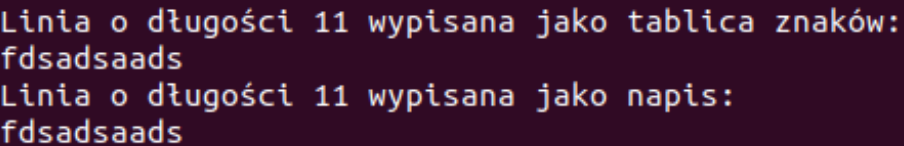 Linia o długości 11 wypisana jako tablica znaków:
fdsadsaads
Linia o długości 11 wypisana jako napis:
fdsadsaads